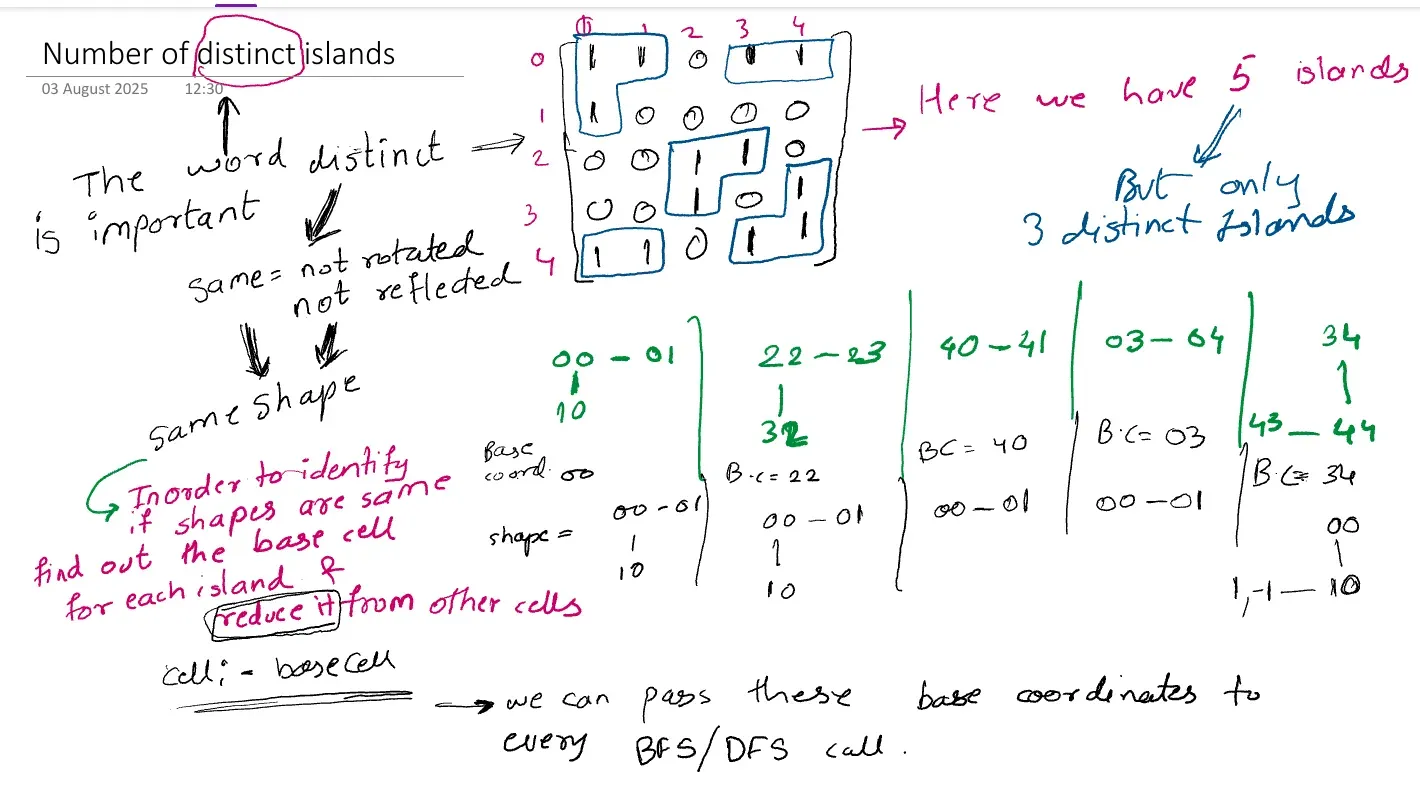 Number of distinct islands
03 August 2025 12:30
The word distinct
is important
same = not rotated
not reflected
same shape
Inorder to identify
if shapes are same
find out the base cell
for each island &
reduce it from other cells
cell i - basecell
0 1 2 3 4
0 1 1 0 1 1
1 1 0 0 0 0
2 0 0 1 1 0
3 0 0 1 0 1
4 1 1 0 1 1
Here we have 5 islands
But only
3 distinct Islands
00 - 01
10
Base
coord. 00
shape =
00 - 01
10
22 - 23
32
B.C = 22
00 - 01
10
40 - 41
BC = 40
00 - 01
03 - 04
B.C = 03
00 - 01
34
43 - 44
B.C = 34
00
1,-1 - 10
we can pass these base coordinates to
every BFS/DFS call.